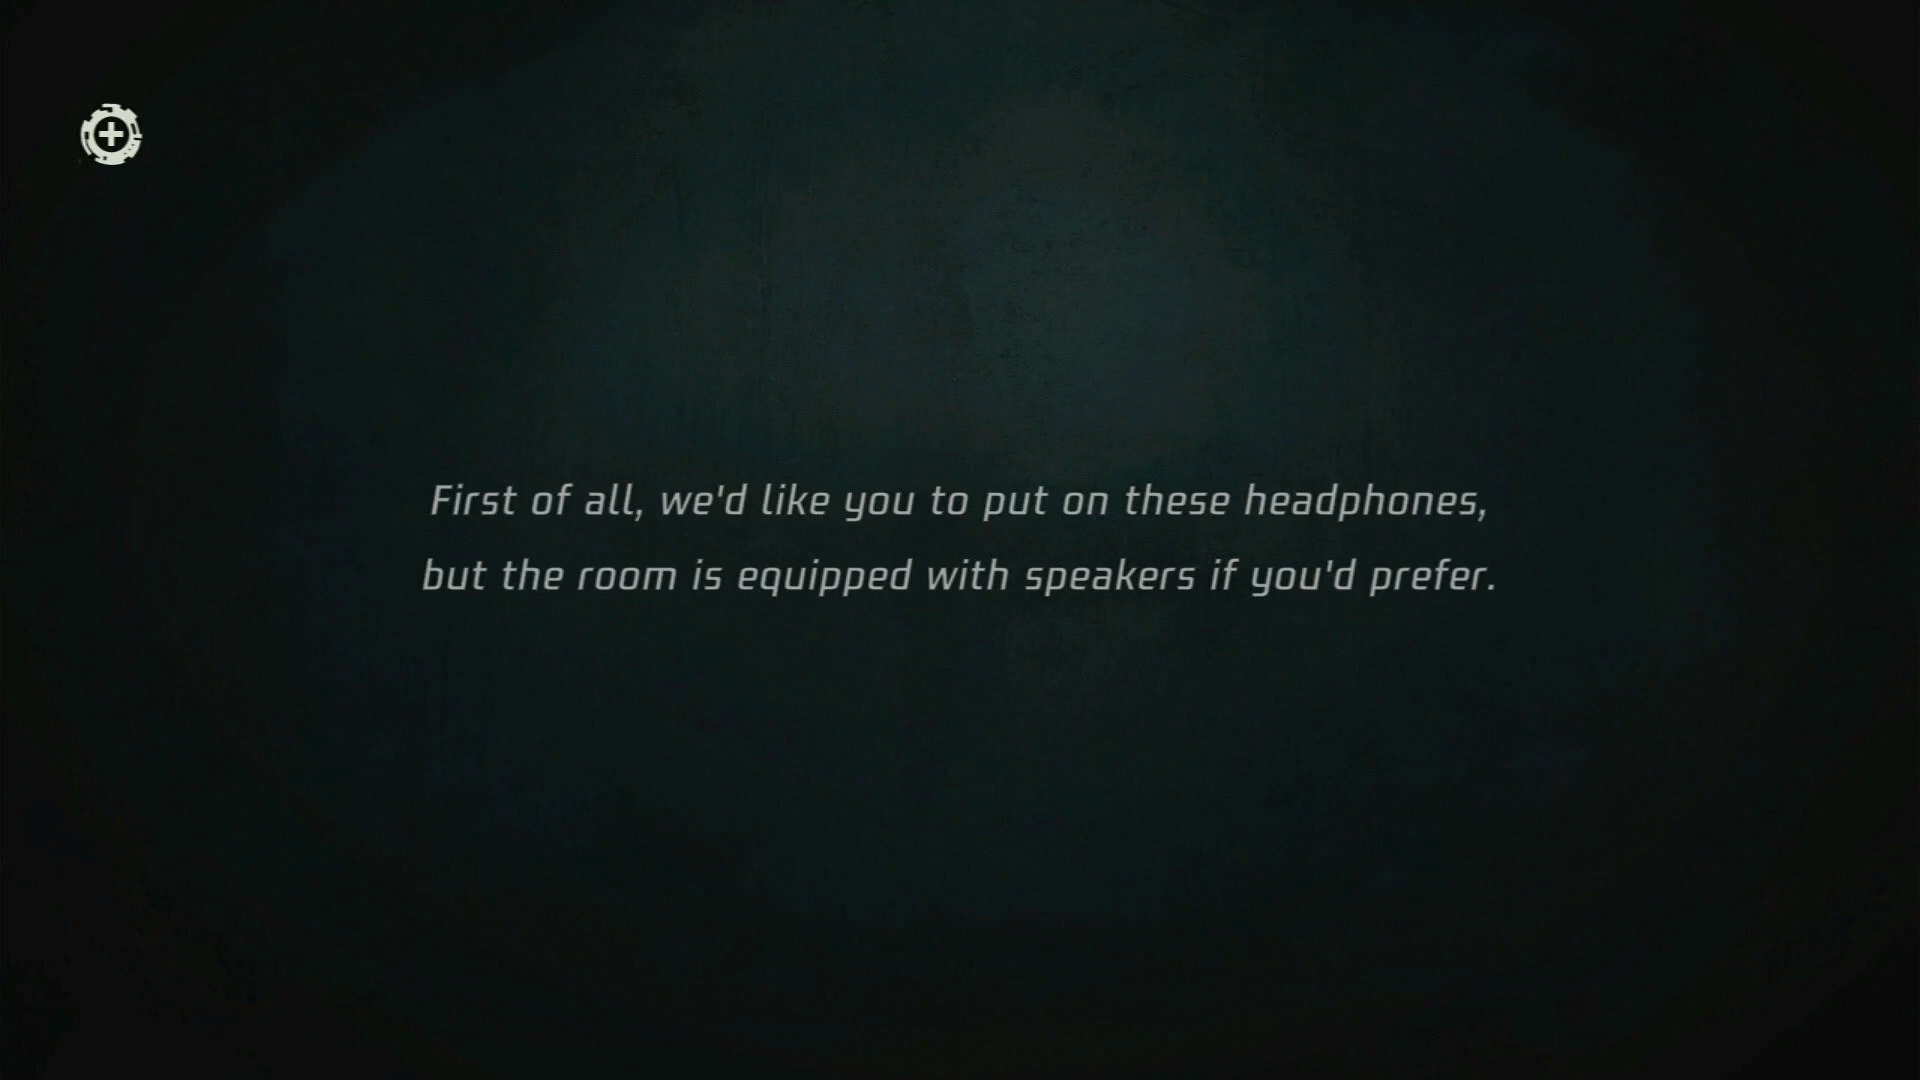 First of all, we'd like you to put on these headphones,
but the room is equipped with speakers if you'd prefer.